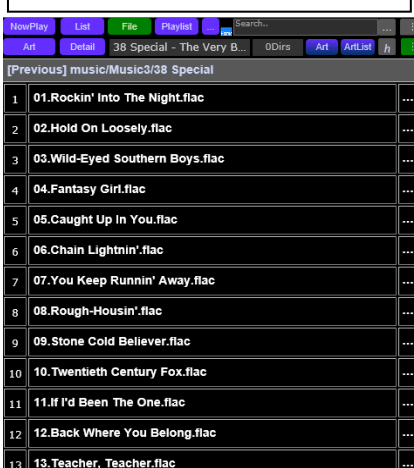 NowPlay List File Playlist ... Search.. ...
Art Detail 38 Special - The Very B... 0Dirs Art ArtList h
[Previous] music/Music3/38 Special
1 01.Rockin' Into The Night.flac ...
2 02.Hold On Loosely.flac ...
3 03.Wild-Eyed Southern Boys.flac ...
4 04.Fantasy Girl.flac ...
5 05.Caught Up In You.flac ...
6 06.Chain Lightnin'.flac ...
7 07.You Keep Runnin' Away.flac ...
8 08.Rough-Housin'.flac ...
9 09.Stone Cold Believer.flac ...
10 10.Twentieth Century Fox.flac ...
11 11.If I'd Been The One.flac ...
12 12.Back Where You Belong.flac ...
13 13.Teacher, Teacher.flac ...